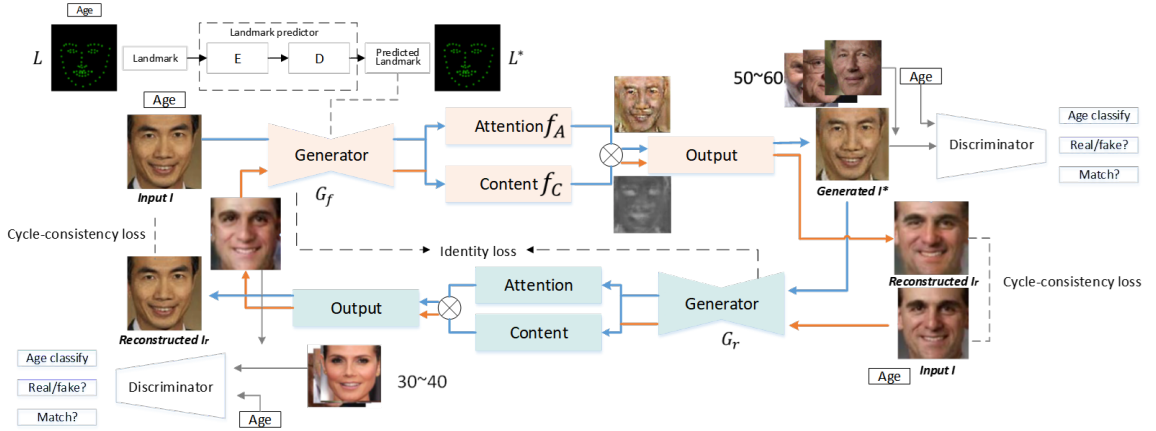 Age
L
Landmark
Landmark predictor
E
D
Predicted
Landmark
L*
Age
Input I
Generator
G_f
Attention f_A
Content f_C
Output
50~60
Age
Generated I*
Discriminator
Age classify
Real/fake?
Match?
Cycle-consistency loss
Identity loss
Reconstructed Ir
Cycle-consistency loss
Output
Attention
Content
Generator
G_r
Reconstructed Ir
Input I
Age
Age classify
Real/fake?
Match?
Discriminator
30~40
Age